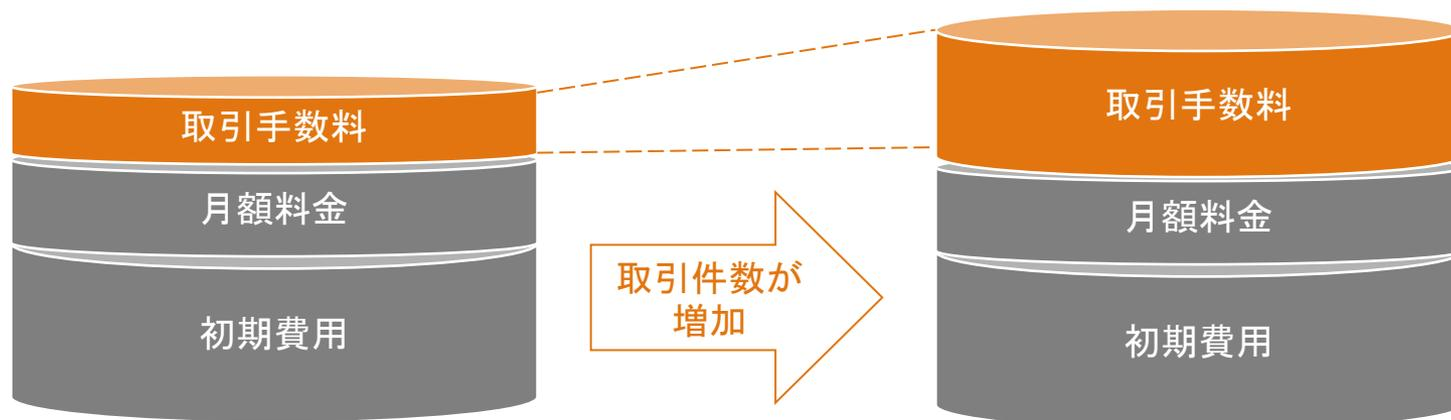 取引手数料
月額料金
初期費用
取引件数が
増加
取引手数料
月額料金
初期費用